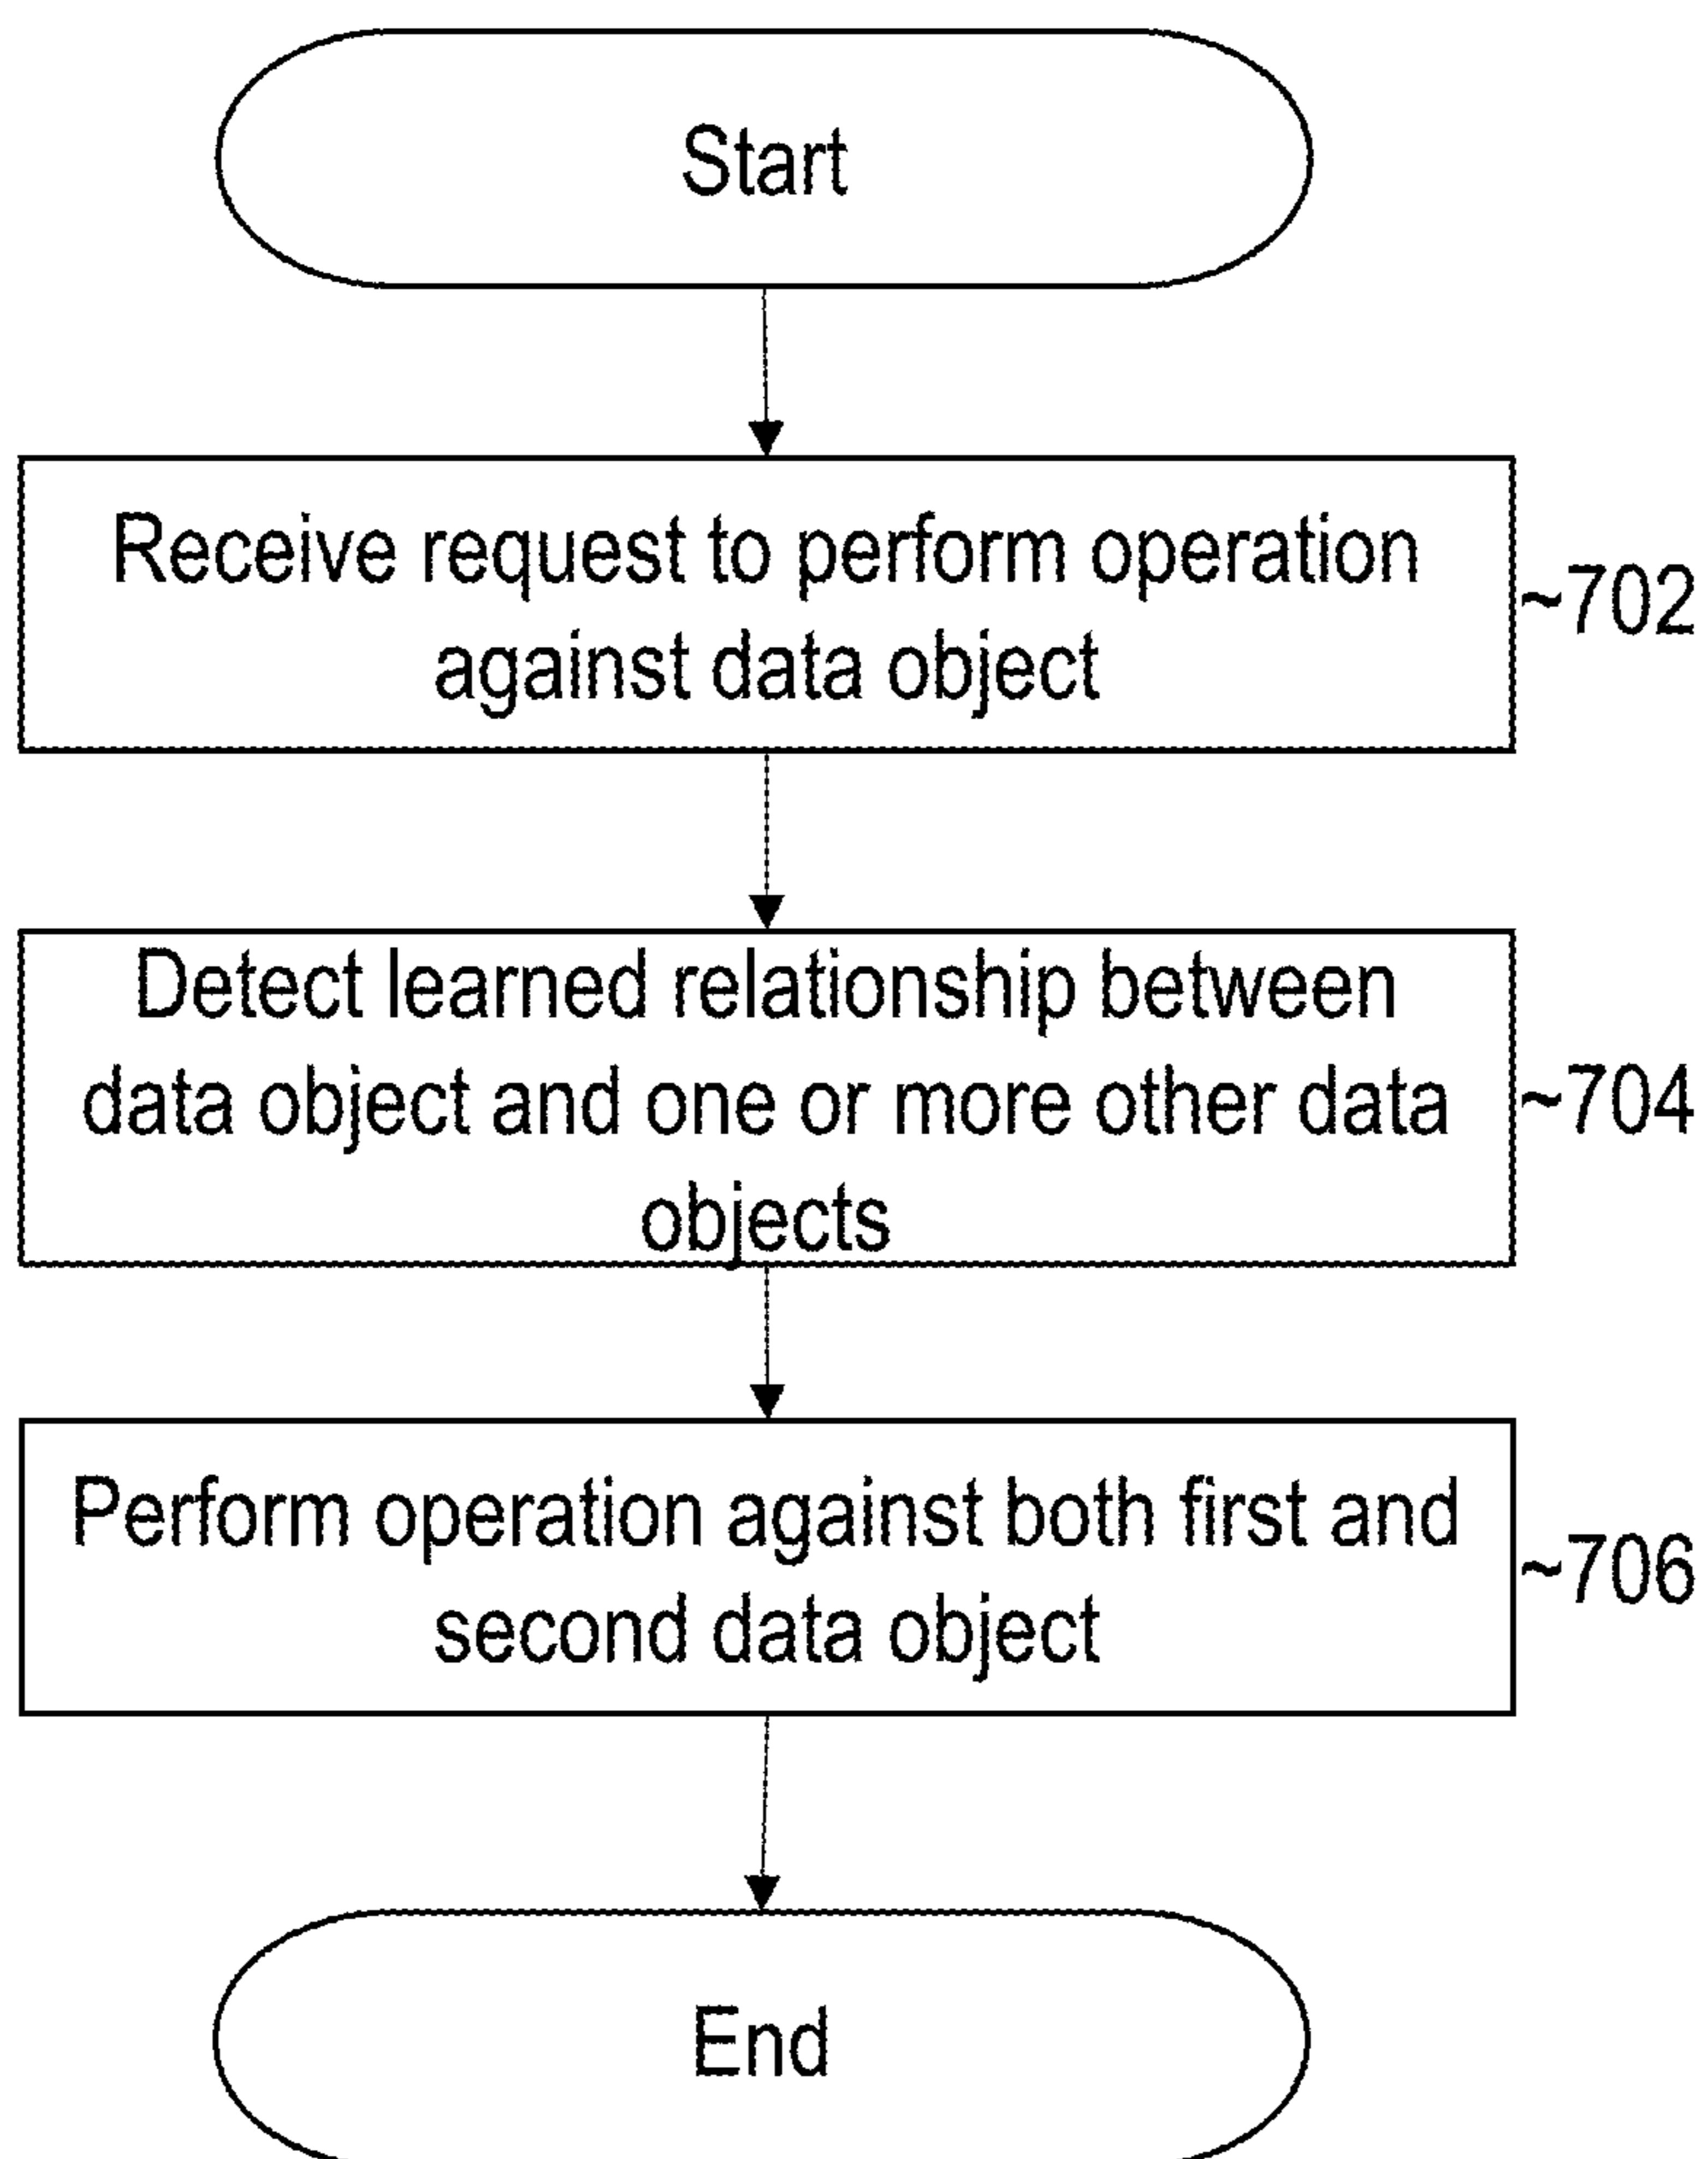 Start
Receive request to perform operation
against data object
~702
Detect learned relationship between
data object and one or more other data
objects
~704
Perform operation against both first and
second data object
~706
End